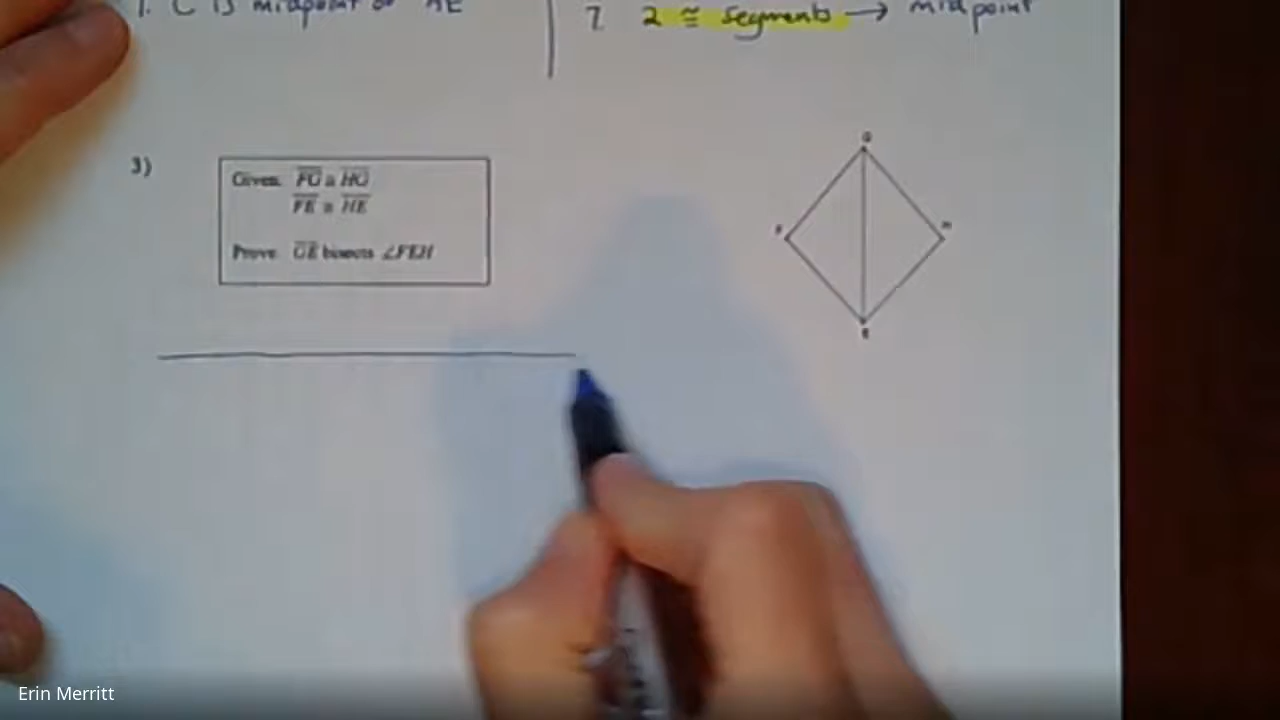 1. C is midpoint of AE
7. 2 ≅ segments → midpoint
3)
Given: FG ≅ HG
FE ≅ HE
Prove: GE bisects ∠FEH
G
F
H
E
Erin Merritt